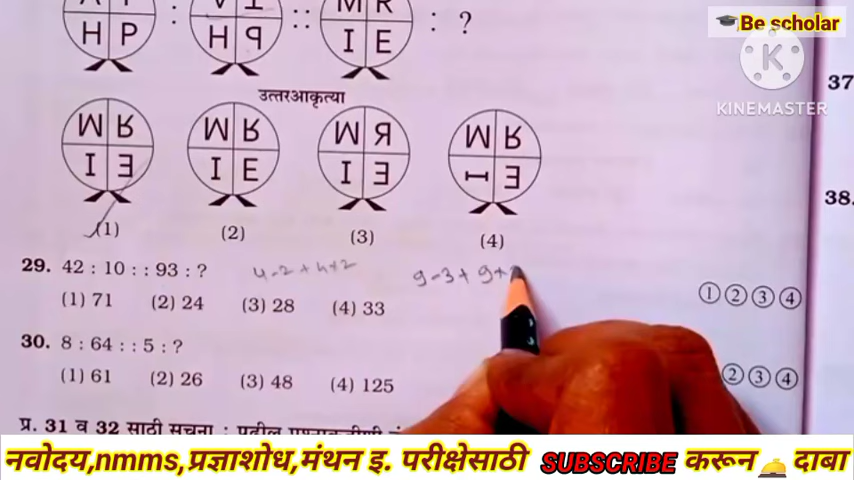 Be scholar
KINEMASTER
H P : H P :: I E : ?
उत्तरआकृत्या
(1) (2) (3) (4)
29. 42 : 10 : : 93 : ? 4-2+4+2 9-3+9+
(1) 71 (2) 24 (3) 28 (4) 33
① ② ③ ④
30. 8 : 64 : : 5 : ?
(1) 61 (2) 26 (3) 48 (4) 125
② ③ ④
प्र. 31 व 32 साठी सूचना :
37
38.
नवोदय,nmms,प्रज्ञाशोध,मंथन इ. परीक्षेसाठी SUBSCRIBE करून दाबा